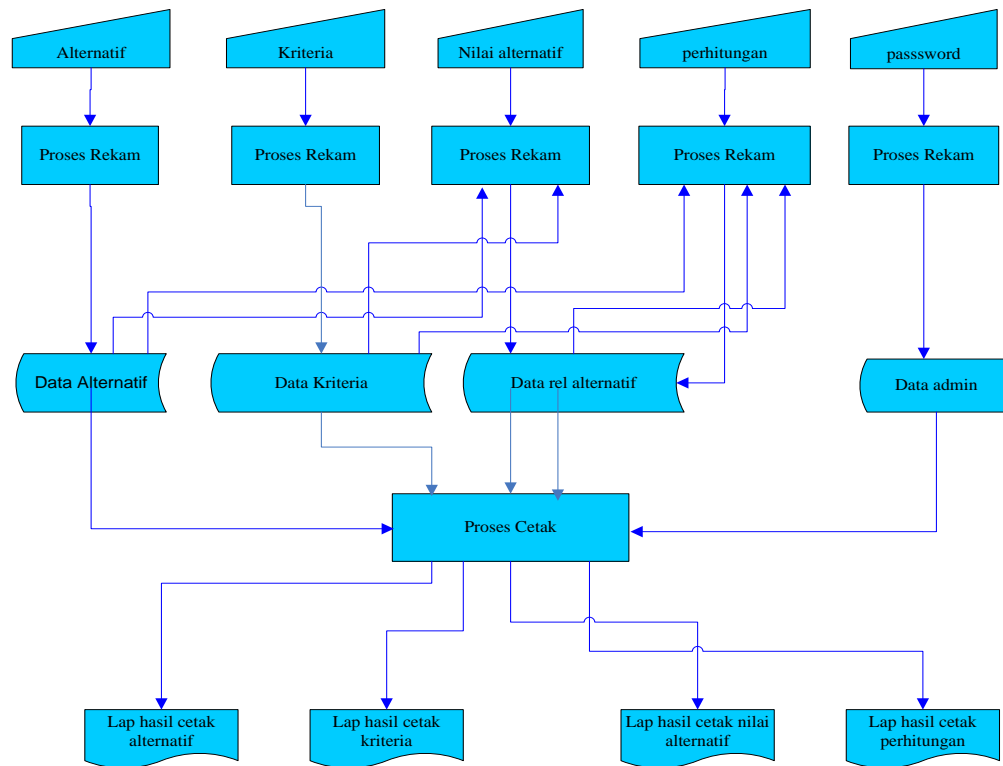 Alternatif
Kriteria
Nilai alternatif
perhitungan
passsword
Proses Rekam
Proses Rekam
Proses Rekam
Proses Rekam
Proses Rekam
Data Alternatif
Data Kriteria
Data rel alternatif
Data admin
Proses Cetak
Lap hasil cetak
alternatif
Lap hasil cetak
kriteria
Lap hasil cetak nilai
alternatif
Lap hasil cetak
perhitungan